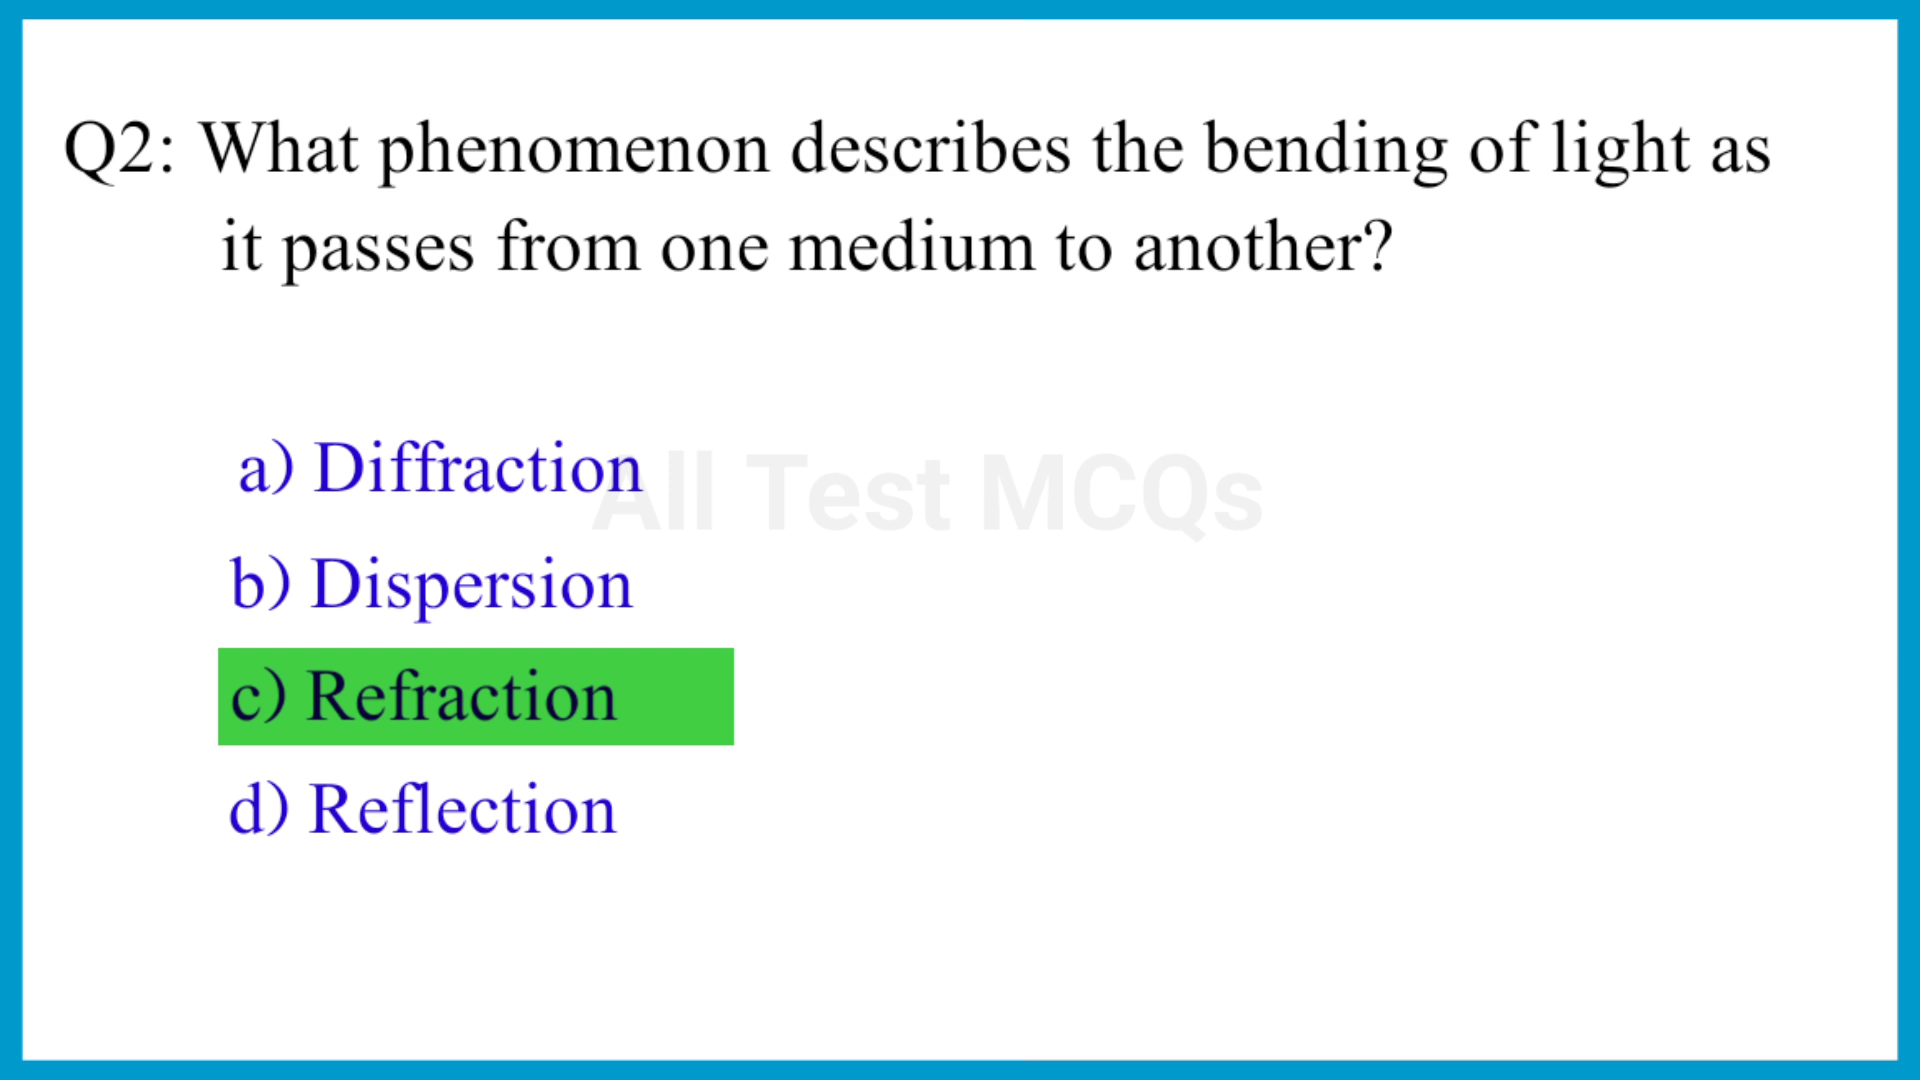 Q2: What phenomenon describes the bending of light as
it passes from one medium to another?
a) Diffraction
All Test MCQs
b) Dispersion
c) Refraction
d) Reflection